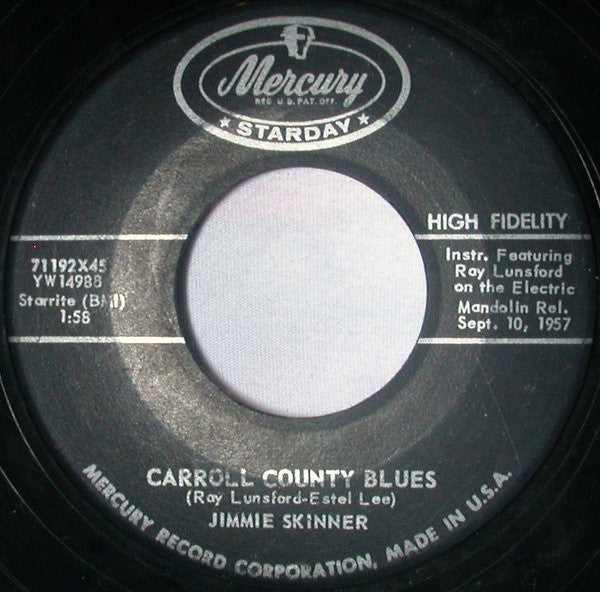 Mercury
REG. U.S. PAT. OFF.
★ STARDAY ★
HIGH FIDELITY
71192X45
YW14988
Starrite (BMI)
1:58
Instr. Featuring
Ray Lunsford
on the Electric
Mandolin Rel.
Sept. 10, 1957
CARROLL COUNTY BLUES
(Ray Lunsford-Estel Lee)
JIMMIE SKINNER
MERCURY RECORD CORPORATION, MADE IN U.S.A.